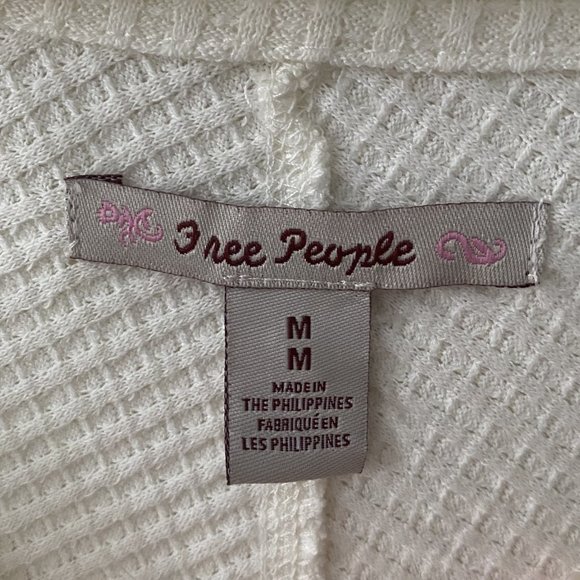 Free People
M
M
MADE IN
THE PHILIPPINES
FABRIQUÉ EN
LES PHILIPPINES